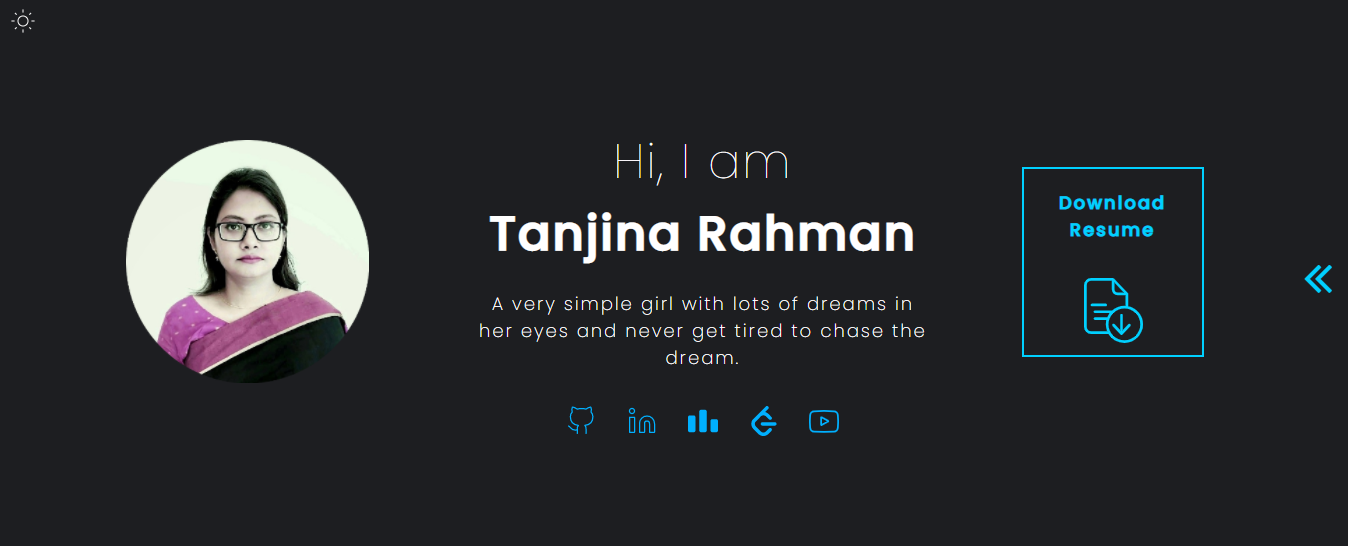 Hi, I am
Tanjina Rahman
A very simple girl with lots of dreams in
her eyes and never get tired to chase the
dream.
Download
Resume